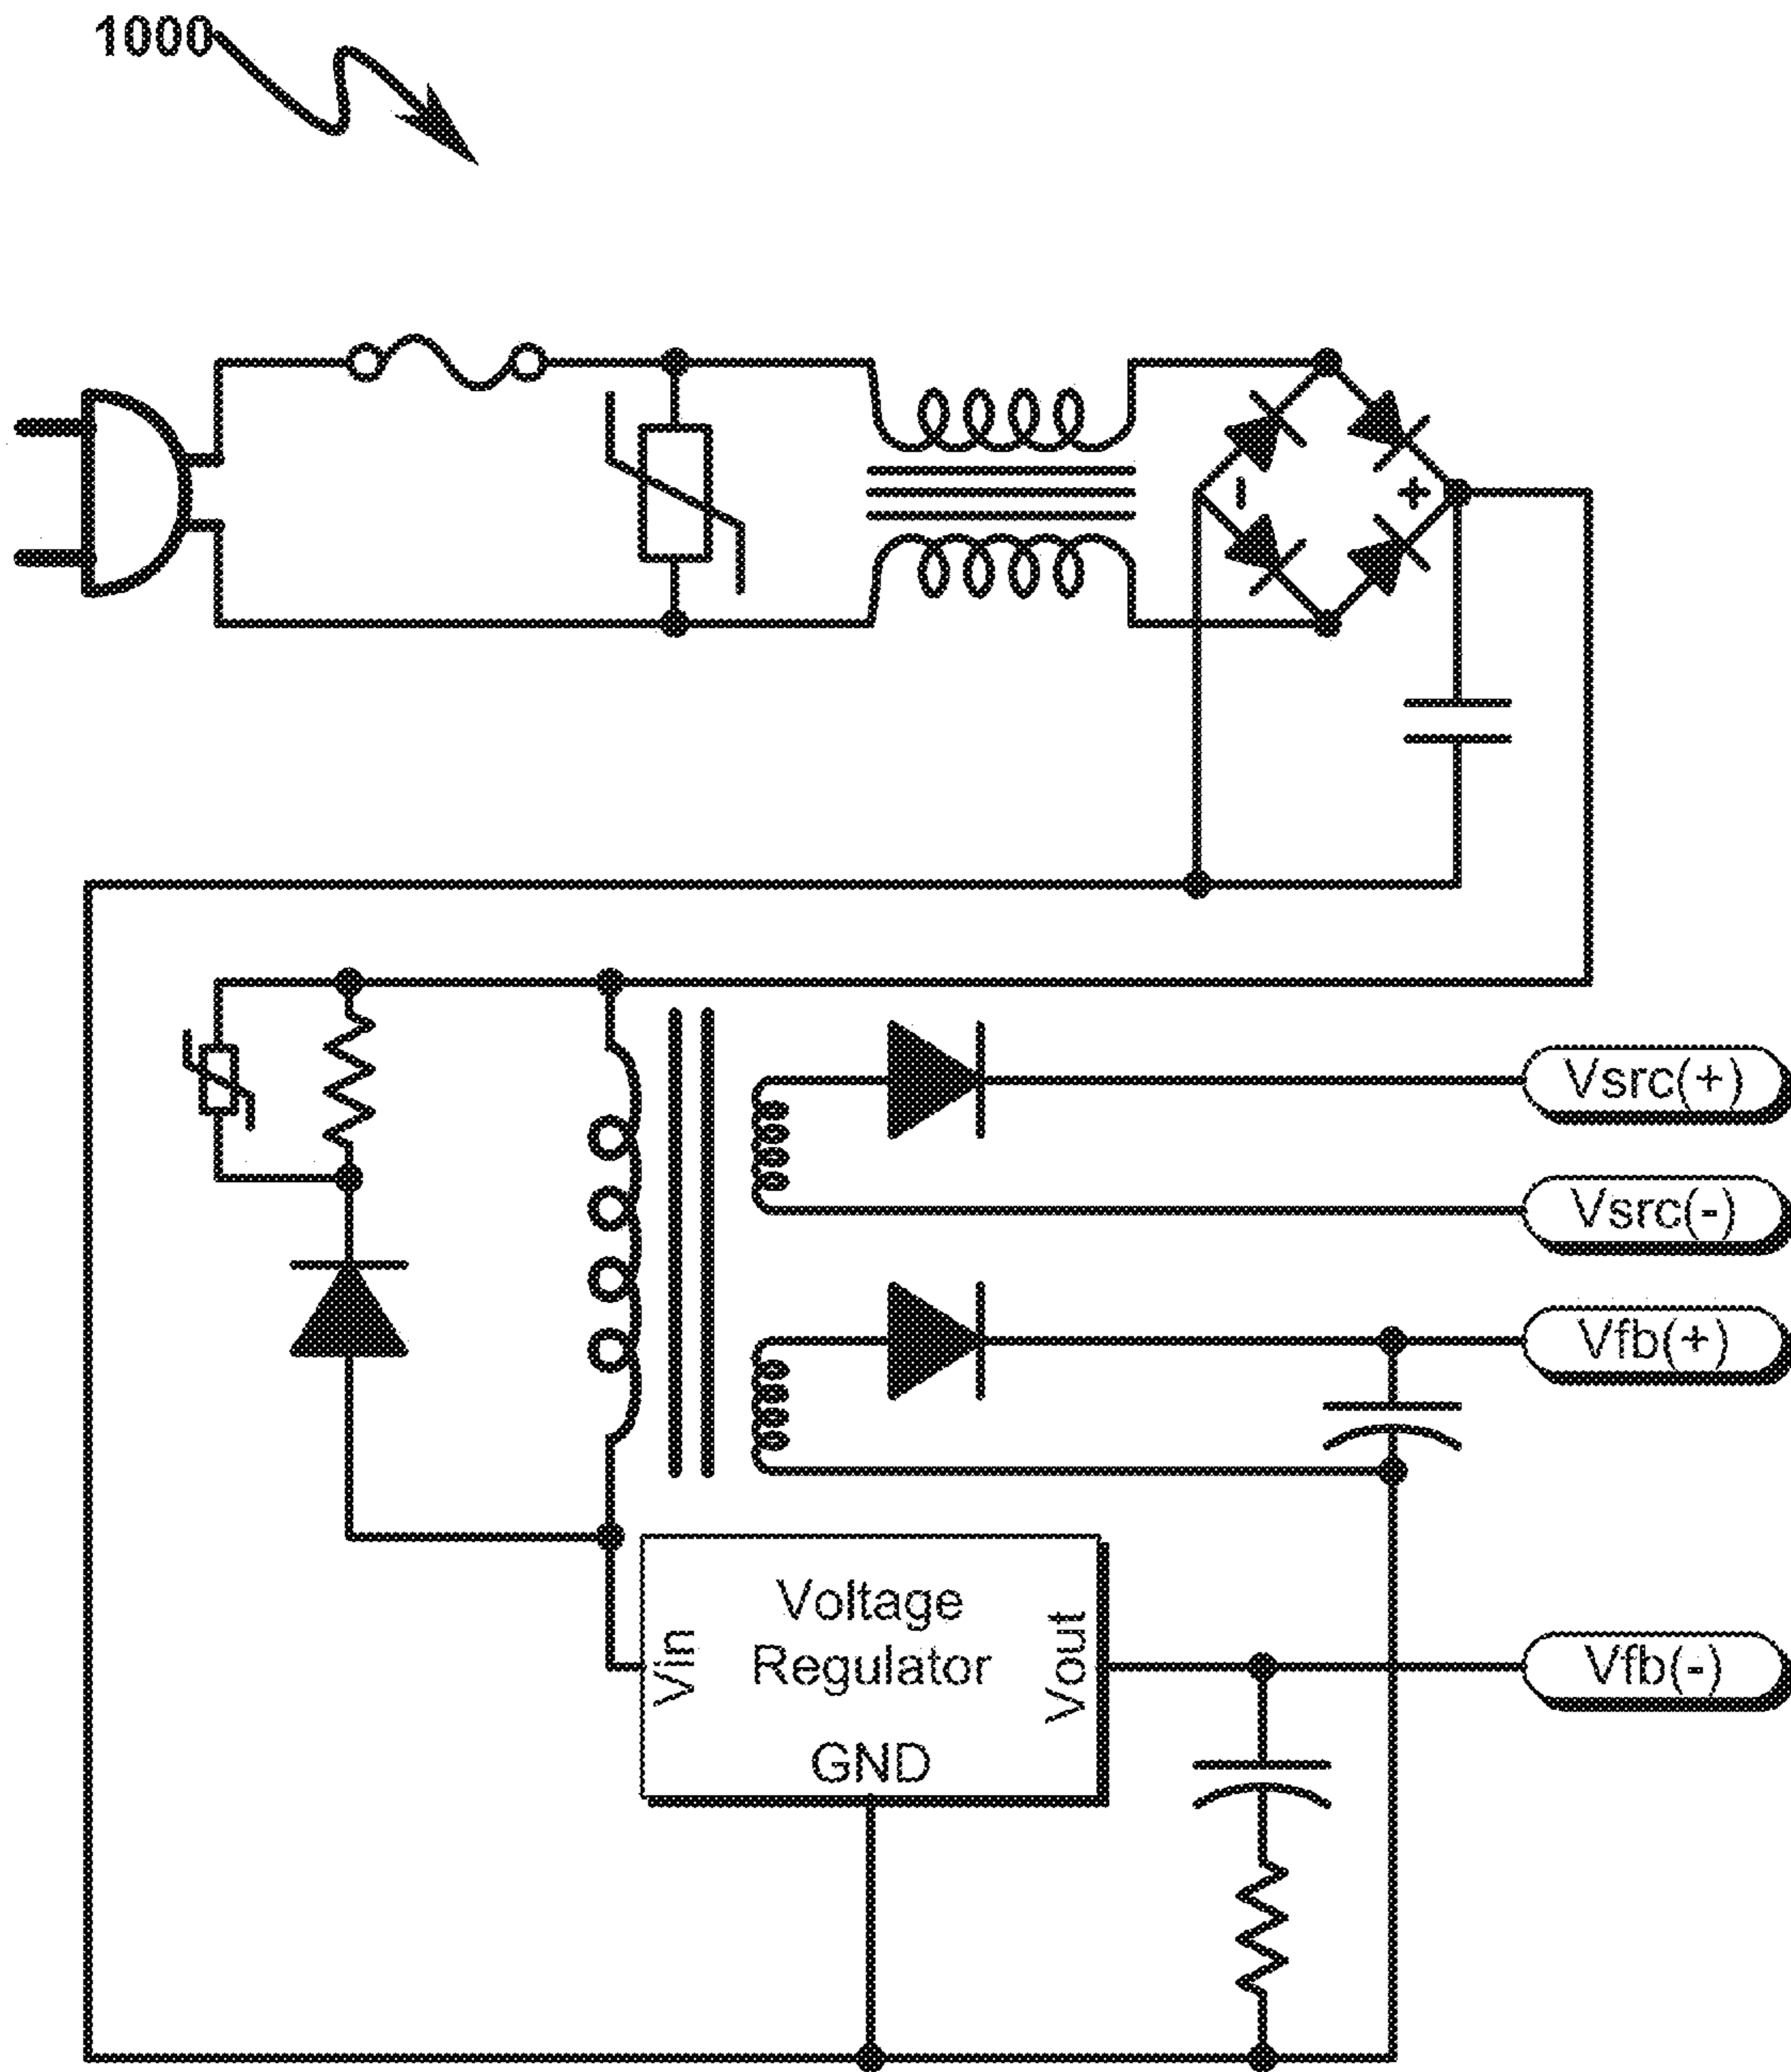 1000
-
+
Vsrc(+)
Vsrc(-)
Vfb(+)
Voltage
Regulator
Vin
Vout
GND
Vfb(-)